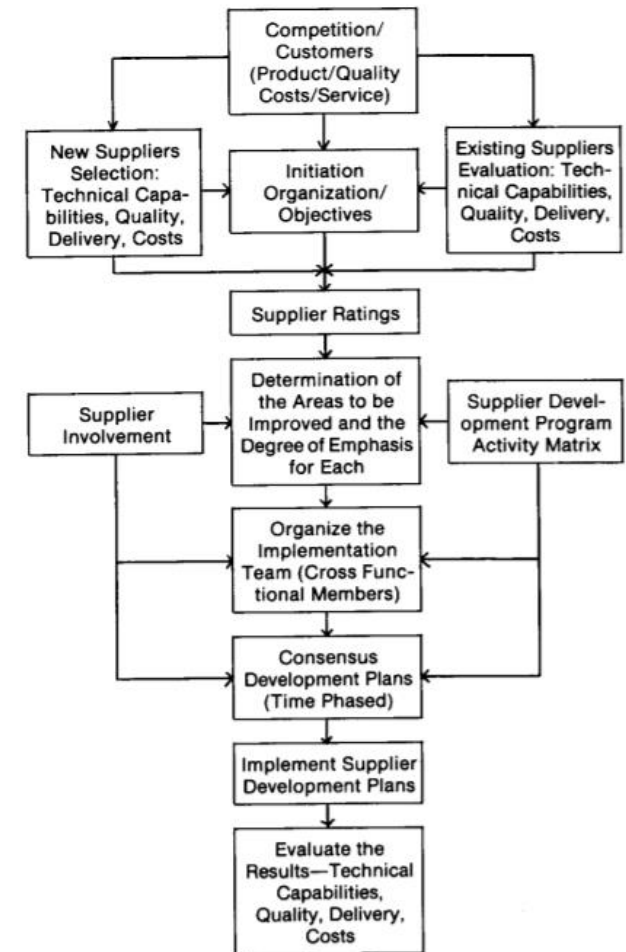 Competition/
Customers
(Product/Quality
Costs/Service)
New Suppliers
Selection:
Technical Capa-
bilities, Quality,
Delivery, Costs
Initiation
Organization/
Objectives
Existing Suppliers
Evaluation: Tech-
nical Capabilities,
Quality, Delivery,
Costs
Supplier Ratings
Supplier
Involvement
Determination of
the Areas to be
Improved and the
Degree of Emphasis
for Each
Supplier Devel-
opment Program
Activity Matrix
Organize the
Implementation
Team (Cross Func-
tional Members)
Consensus
Development Plans
(Time Phased)
Implement Supplier
Development Plans
Evaluate the
Results—Technical
Capabilities,
Quality, Delivery,
Costs